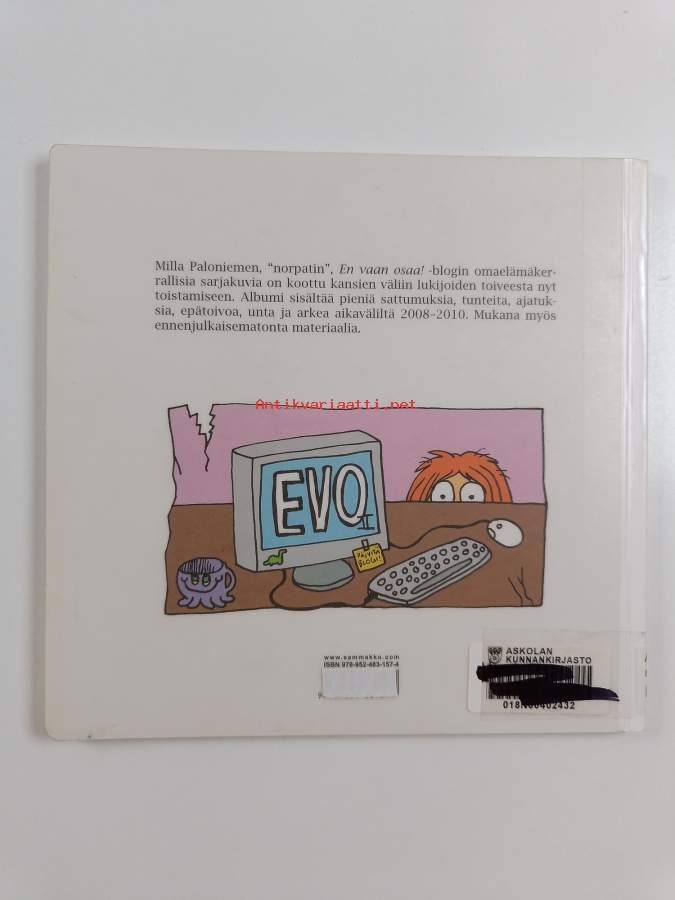 Milla Paloniemen, “norpatin”, En vaan osaa! -blogin omaelämäker-
rallisia sarjakuvia on koottu kansien väliin lukijoiden toiveesta nyt
toistamiseen. Albumi sisältää pieniä sattumuksia, tunteita, ajatuk-
sia, epätoivoa, unta ja arkea aikaväliltä 2008–2010. Mukana myös
ennenjulkaisematonta materiaalia.
Antikvariaatti.net
EVO
II
PÄIVITÄ
BLOGI!
www.sammakko.com
ISBN 978-952-483-157-4
ASKOLAN
KUNNANKIRJASTO